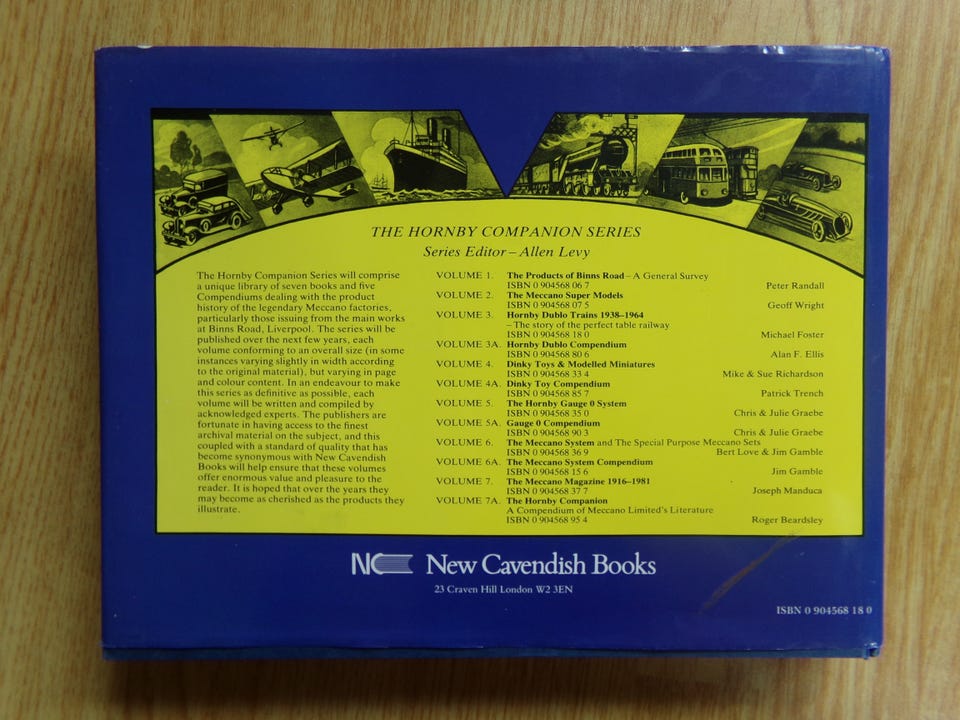 THE HORNBY COMPANION SERIES
Series Editor – Allen Levy
The Hornby Companion Series will comprise
a unique library of seven books and five
Compendiums dealing with the product
history of the legendary Meccano factories,
particularly those issuing from the main works
at Binns Road, Liverpool. The series will be
published over the next few years, each
volume conforming to an overall size (in some
instances varying slightly in width according
to the original material), but varying in page
and colour content. In an endeavour to make
this series as definitive as possible, each
volume will be written and compiled by
acknowledged experts. The publishers are
fortunate in having access to the finest
archival material on the subject, and this
coupled with a standard of quality that has
become synonymous with New Cavendish
Books will help ensure that these volumes
offer enormous value and pleasure to the
reader. It is hoped that over the years they
may become as cherished as the products they
illustrate.
VOLUME 1. The Products of Binns Road – A General Survey
ISBN 0 904568 06 7
Peter Randall
VOLUME 2. The Meccano Super Models
ISBN 0 904568 07 5
Geoff Wright
VOLUME 3. Hornby Dublo Trains 1938–1964
– The story of the perfect table railway
ISBN 0 904568 18 0
Michael Foster
VOLUME 3A. Hornby Dublo Compendium
ISBN 0 904568 80 6
Alan F. Ellis
VOLUME 4. Dinky Toys & Modelled Miniatures
ISBN 0 904568 33 4
Mike & Sue Richardson
VOLUME 4A. Dinky Toy Compendium
ISBN 0 904568 85 7
Patrick Trench
VOLUME 5. The Hornby Gauge 0 System
ISBN 0 904568 35 0
Chris & Julie Graebe
VOLUME 5A. Gauge 0 Compendium
ISBN 0 904568 90 3
Chris & Julie Graebe
VOLUME 6. The Meccano System and The Special Purpose Meccano Sets
ISBN 0 904568 36 9
Bert Love & Jim Gamble
VOLUME 6A. The Meccano System Compendium
ISBN 0 904568 15 6
Jim Gamble
VOLUME 7. The Meccano Magazine 1916–1981
ISBN 0 904568 37 7
Joseph Manduca
VOLUME 7A. The Hornby Companion
A Compendium of Meccano Limited's Literature
ISBN 0 904568 95 4
Roger Beardsley
NC New Cavendish Books
23 Craven Hill London W2 3EN
ISBN 0 904568 18 0